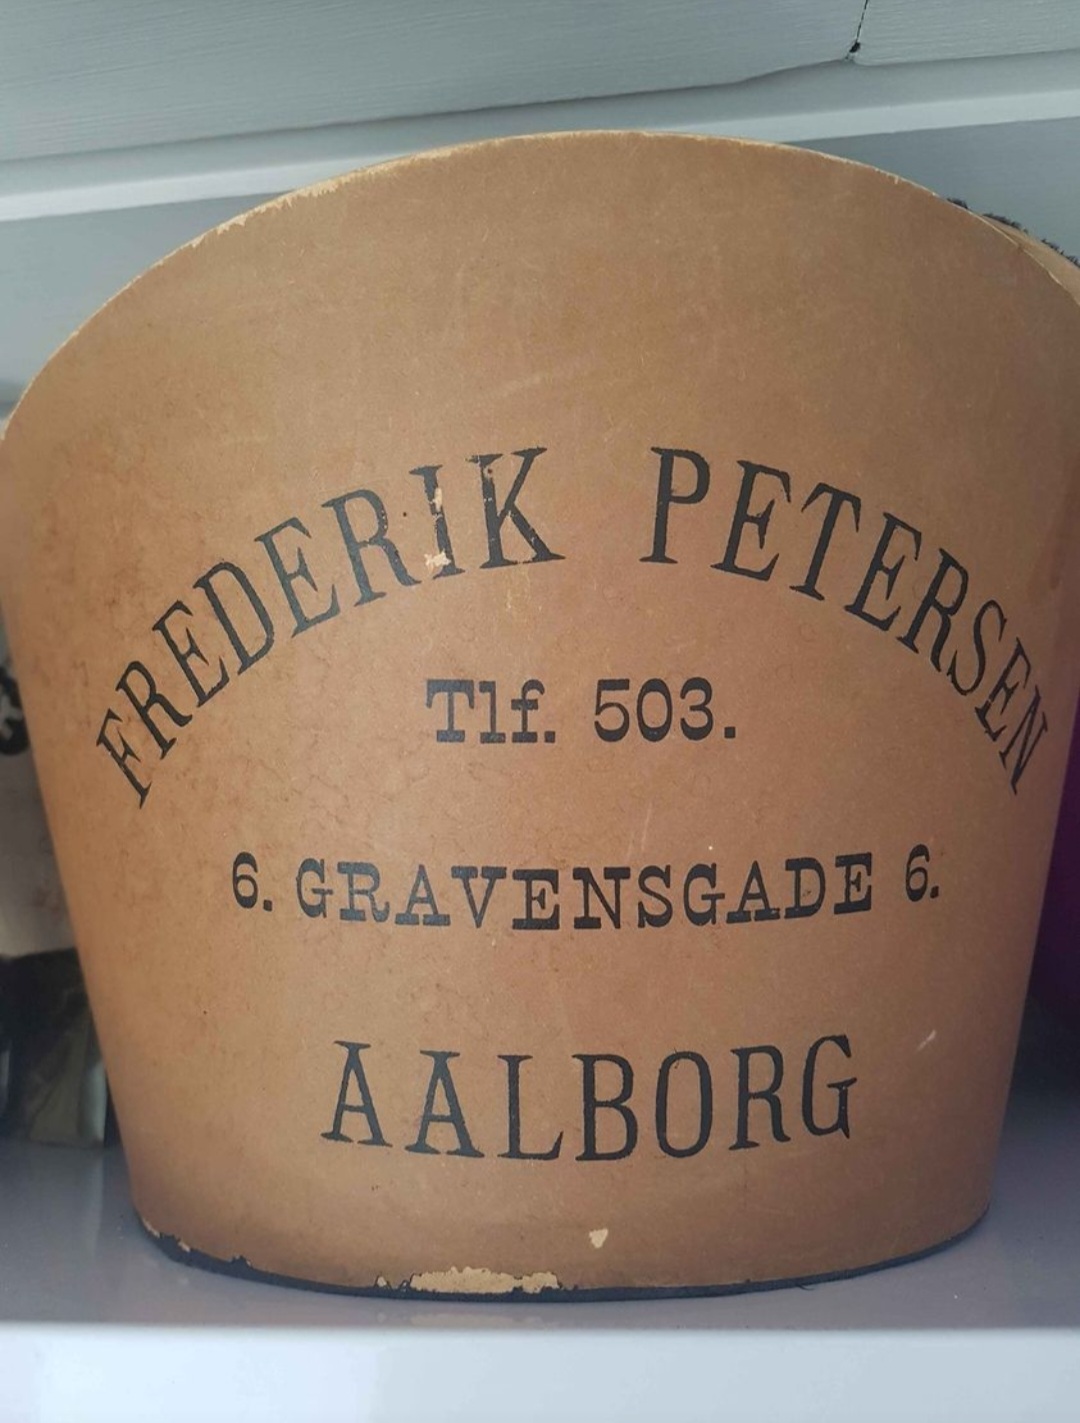 FREDERIK PETERSEN
Tlf. 503.
6. GRAVENSGADE 6.
AALBORG